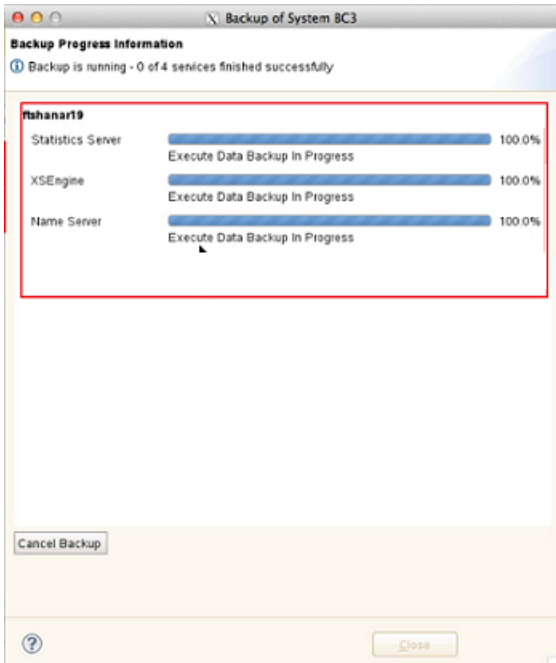 Backup of System BC3
Backup Progress Information
Backup is running - 0 of 4 services finished successfully
ftshanar19
Statistics Server 100.0%
Execute Data Backup In Progress
XSEngine 100.0%
Execute Data Backup In Progress
Name Server 100.0%
Execute Data Backup In Progress
Cancel Backup
?
Close